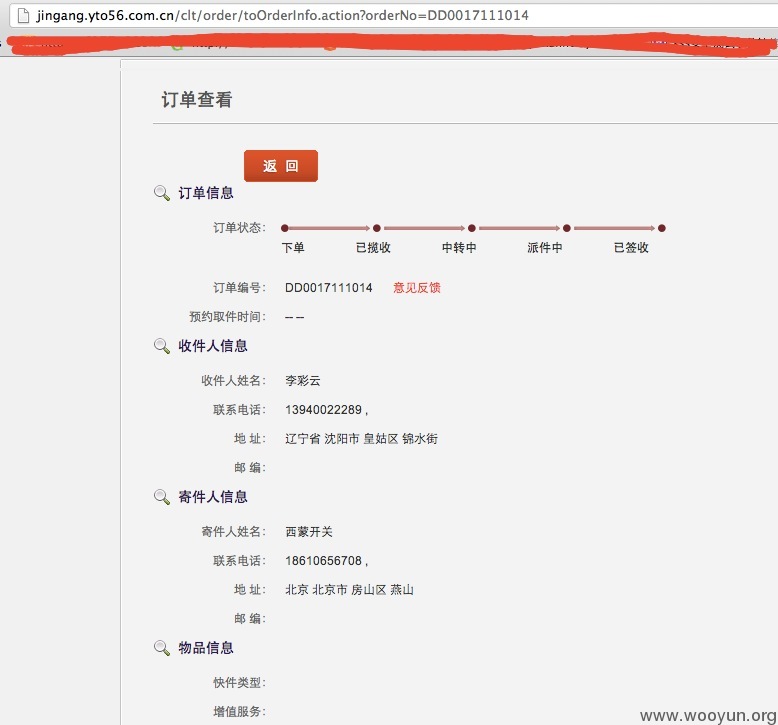 jingang.yto56.com.cn/clt/order/toOrderInfo.action?orderNo=DD0017111014
订单查看
返 回
订单信息
订单状态:
下单 已揽收 中转中 派件中 已签收
订单编号: DD0017111014 意见反馈
预约取件时间: -- --
收件人信息
收件人姓名: 李彩云
联系电话: 13940022289 ,
地 址: 辽宁省 沈阳市 皇姑区 锦水街
邮 编:
寄件人信息
寄件人姓名: 西蒙开关
联系电话: 18610656708 ,
地 址: 北京 北京市 房山区 燕山
邮 编:
物品信息
快件类型:
增值服务:
www.wooyun.org